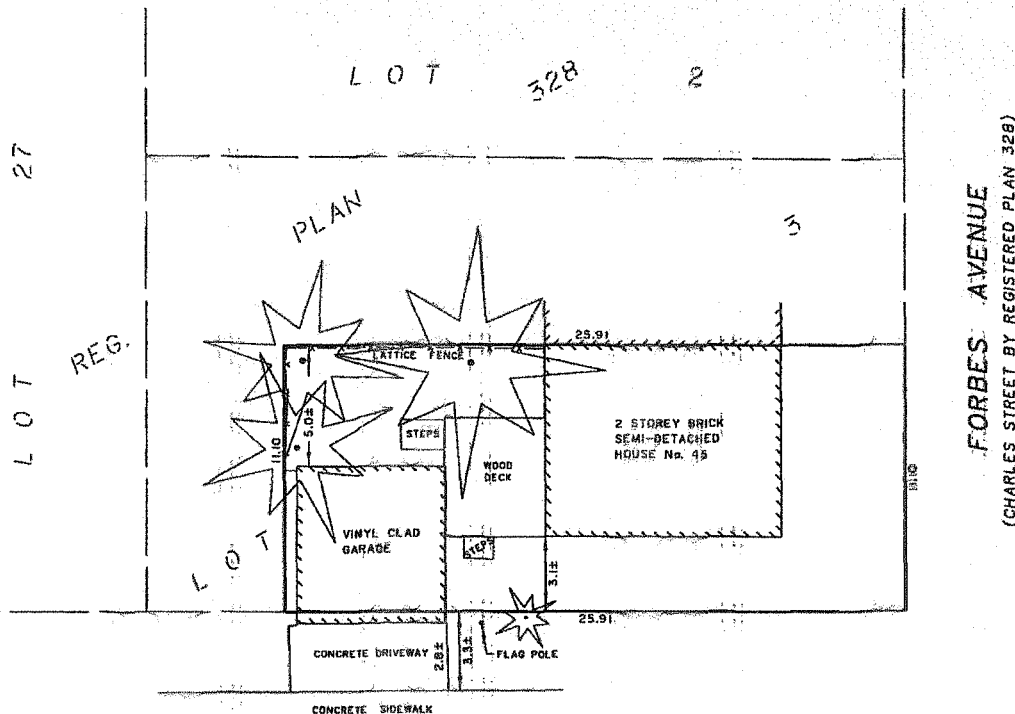 LOT 328 2
LOT 27
REG. PLAN
3
LOT
LATTICE FENCE
25.91
11.10
5.0±
STEPS
WOOD
DECK
2 STOREY BRICK
SEMI-DETACHED
HOUSE No. 45
VINYL CLAD
GARAGE
STEPS
3.1±
25.91
CONCRETE DRIVEWAY
2.8±
3.3±
FLAG POLE
CONCRETE SIDEWALK
FORBES AVENUE
(CHARLES STREET BY REGISTERED PLAN 328)